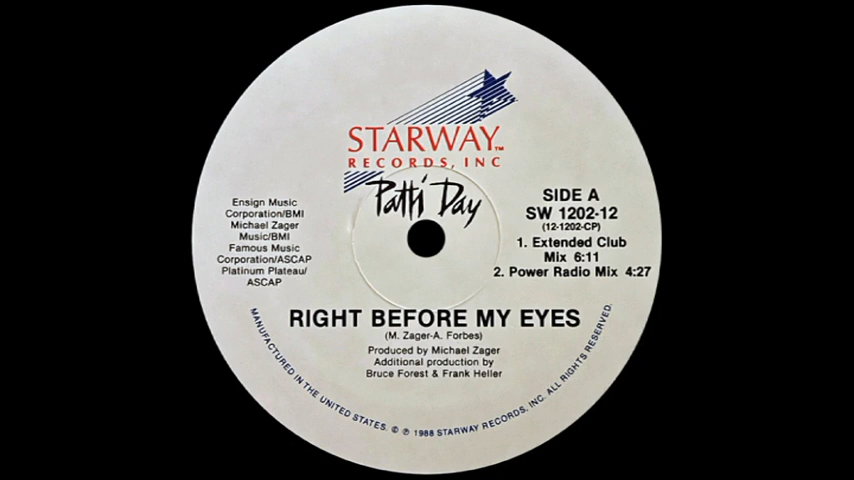 STARWAY™
RECORDS, INC
Patti Day
Ensign Music
Corporation/BMI
Michael Zager
Music/BMI
Famous Music
Corporation/ASCAP
Platinum Plateau/
ASCAP
SIDE A
SW 1202-12
(12-1202-CP)
1. Extended Club
Mix 6:11
2. Power Radio Mix 4:27
RIGHT BEFORE MY EYES
(M. Zager-A. Forbes)
Produced by Michael Zager
Additional production by
Bruce Forest & Frank Heller
MANUFACTURED IN THE UNITED STATES. © ℗ 1988 STARWAY RECORDS, INC. ALL RIGHTS RESERVED.